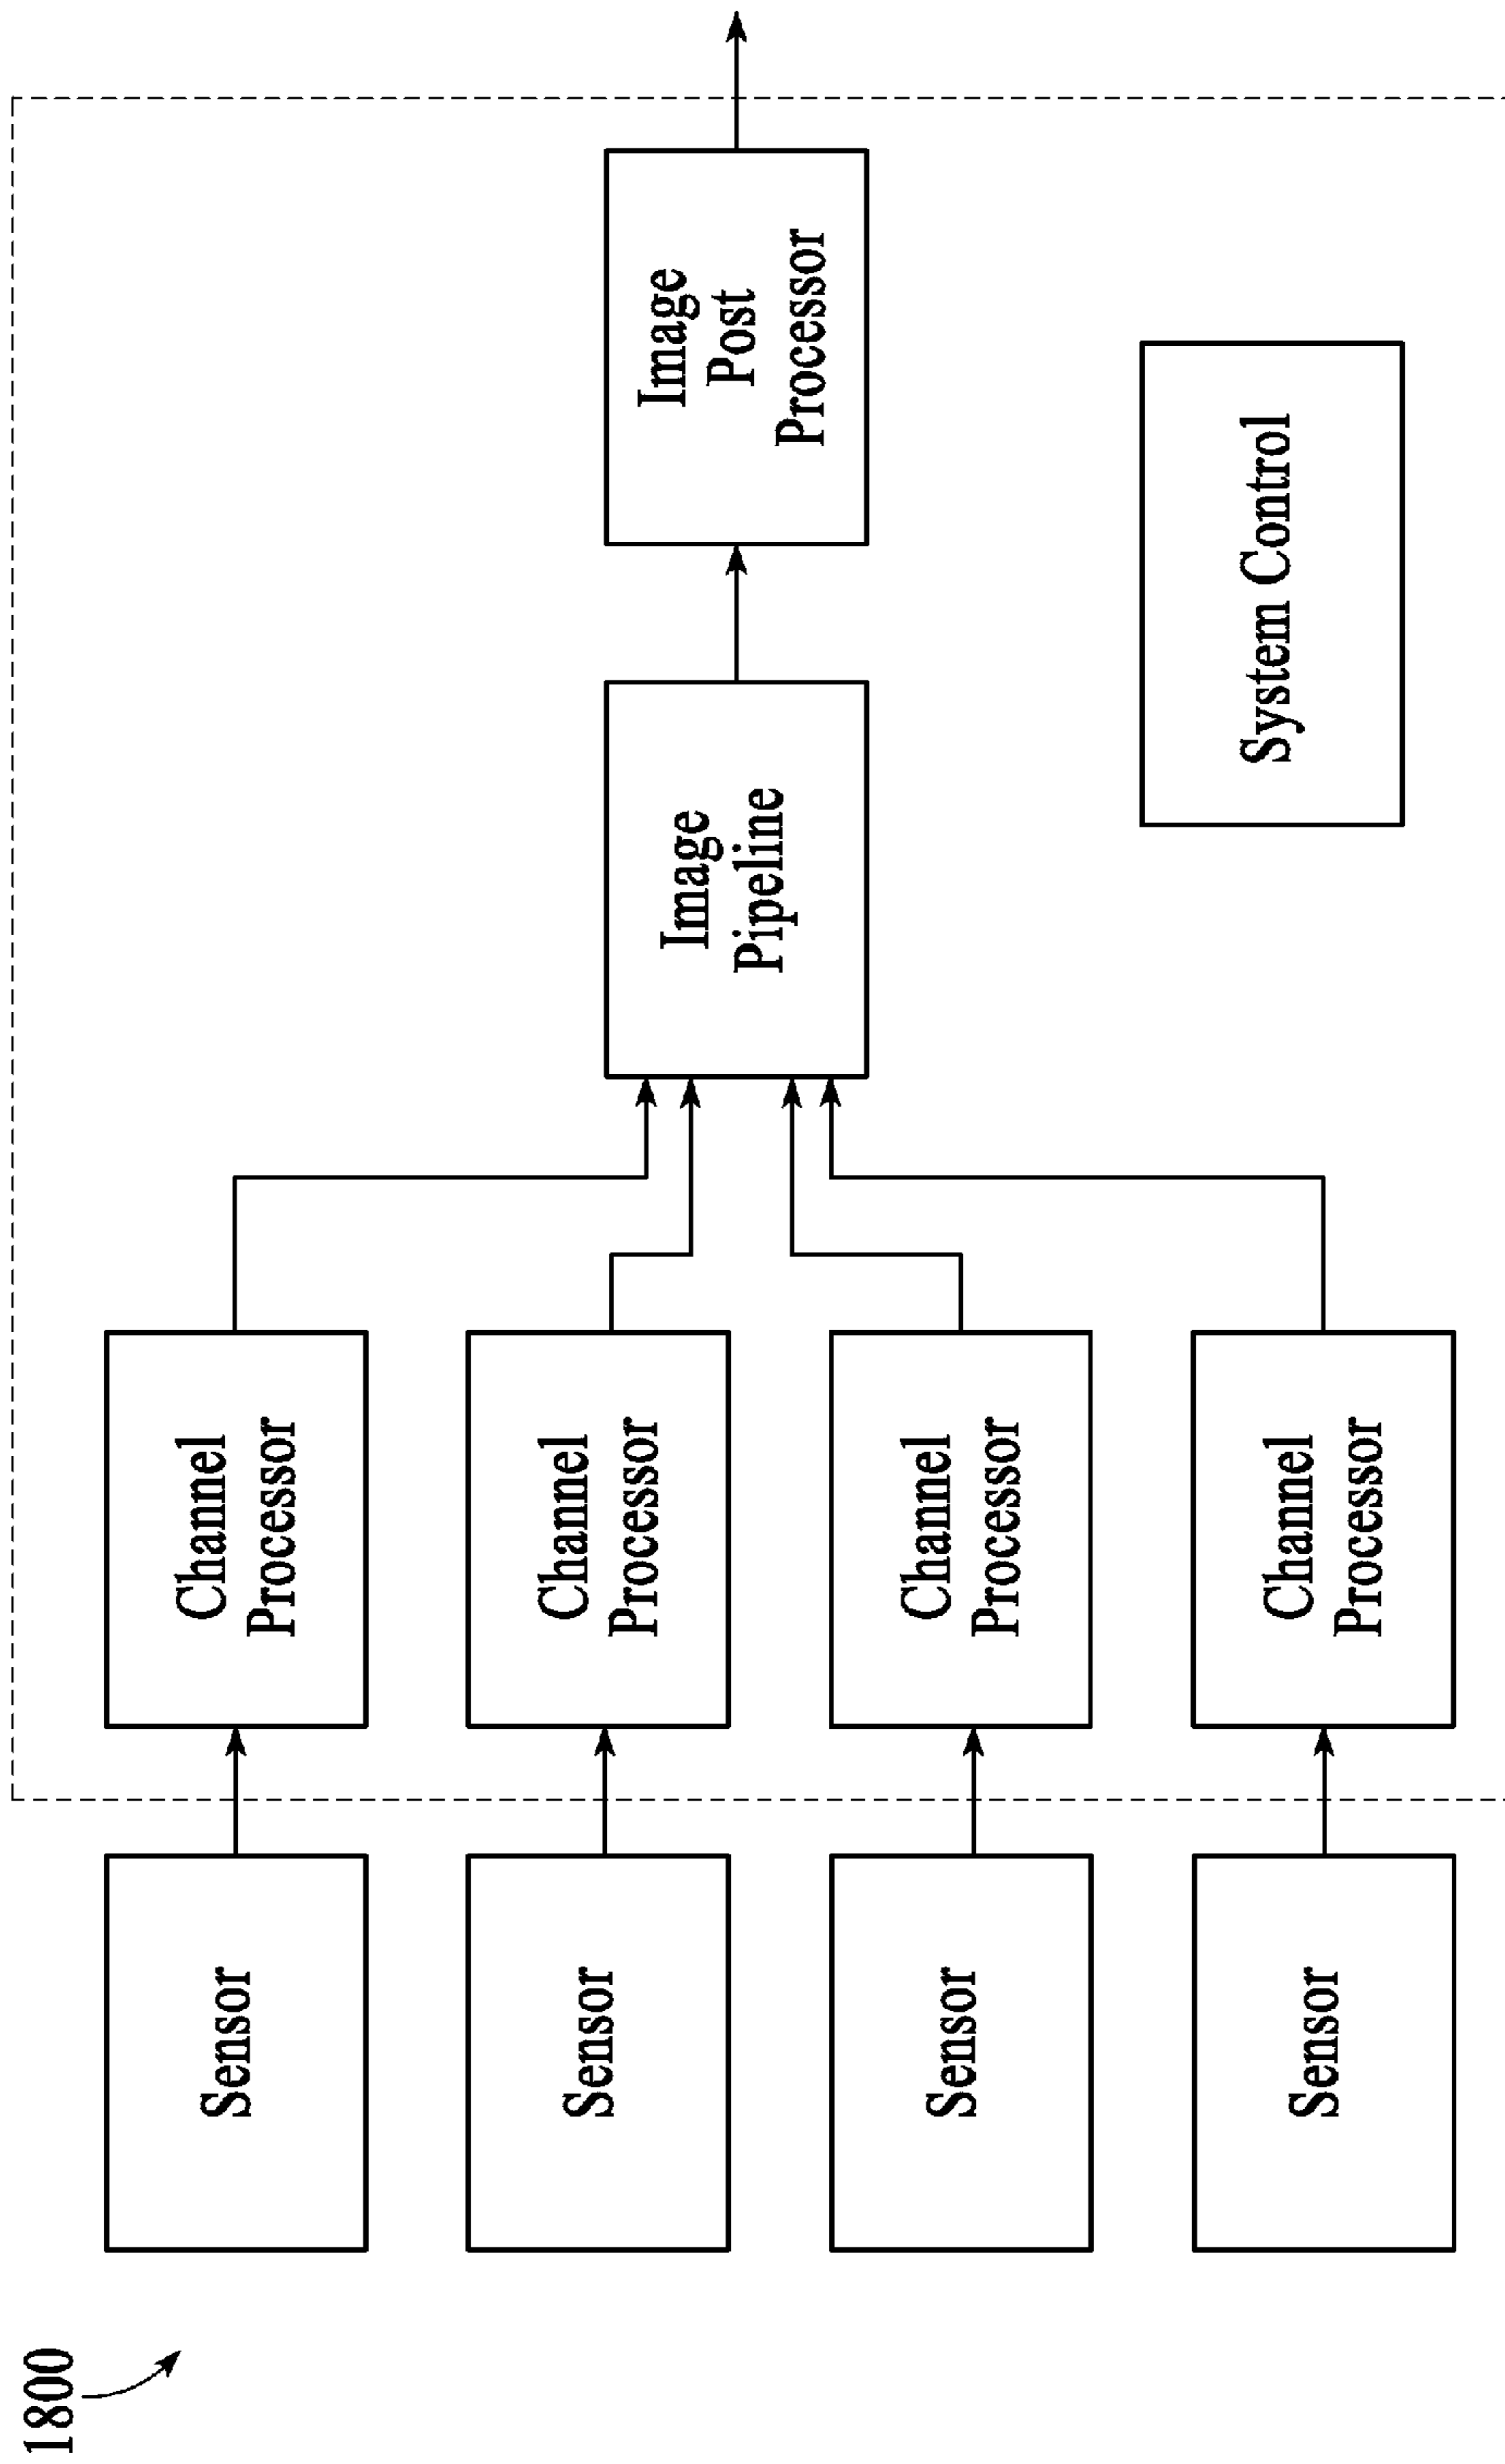 1800
Sensor
Channel
Processor
Sensor
Channel
Processor
Image
Pipeline
Image
Post
Processor
Sensor
Channel
Processor
Sensor
Channel
Processor
System Control